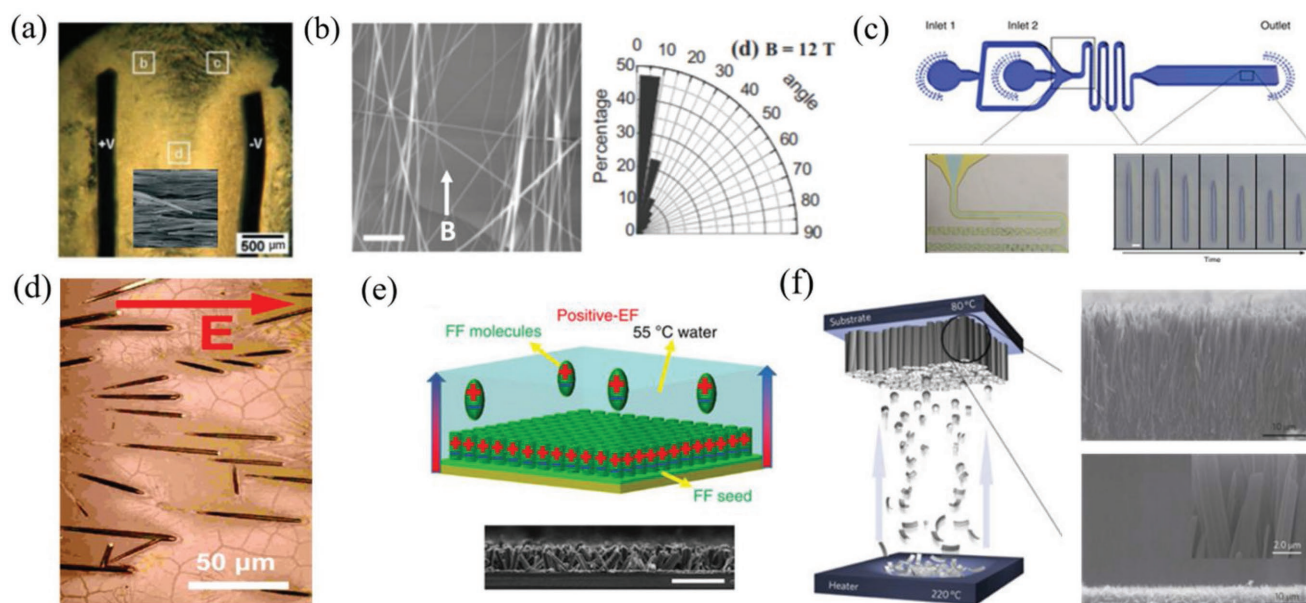 (a)
b
c
+V
-V
d
500 μm
(b)
B
(d) B = 12 T
Percentage
50
40
30
20
10
0
0
10
20
30
40
50
60
70
80
90
angle
(c)
Inlet 1
Inlet 2
Outlet
Time
(d)
E
50 μm
(e)
Positive-EF
FF molecules
55 °C water
FF seed
(f)
Substrate
80 °C
Heater
220 °C
10 μm
2.0 μm
10 μm